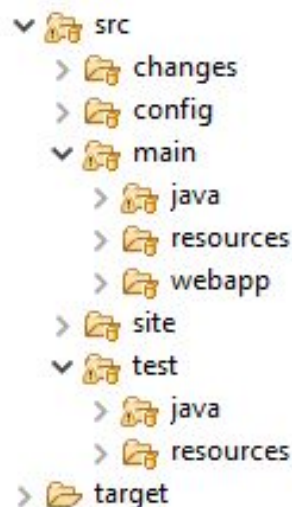 src
changes
config
main
java
resources
webapp
site
test
java
resources
target